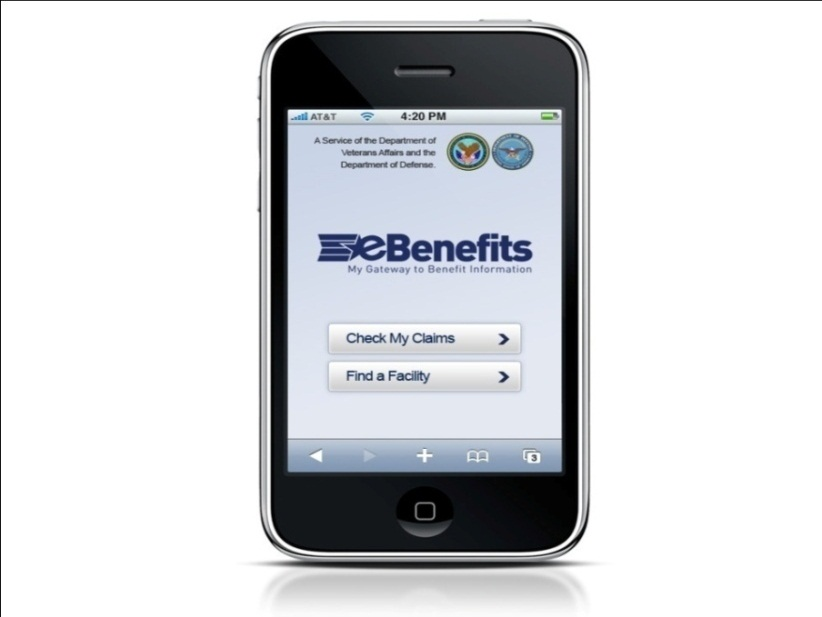 AT&T 4:20 PM
A Service of the Department of
Veterans Affairs and the
Department of Defense.
eBenefits
My Gateway to Benefit Information
Check My Claims
Find a Facility
3